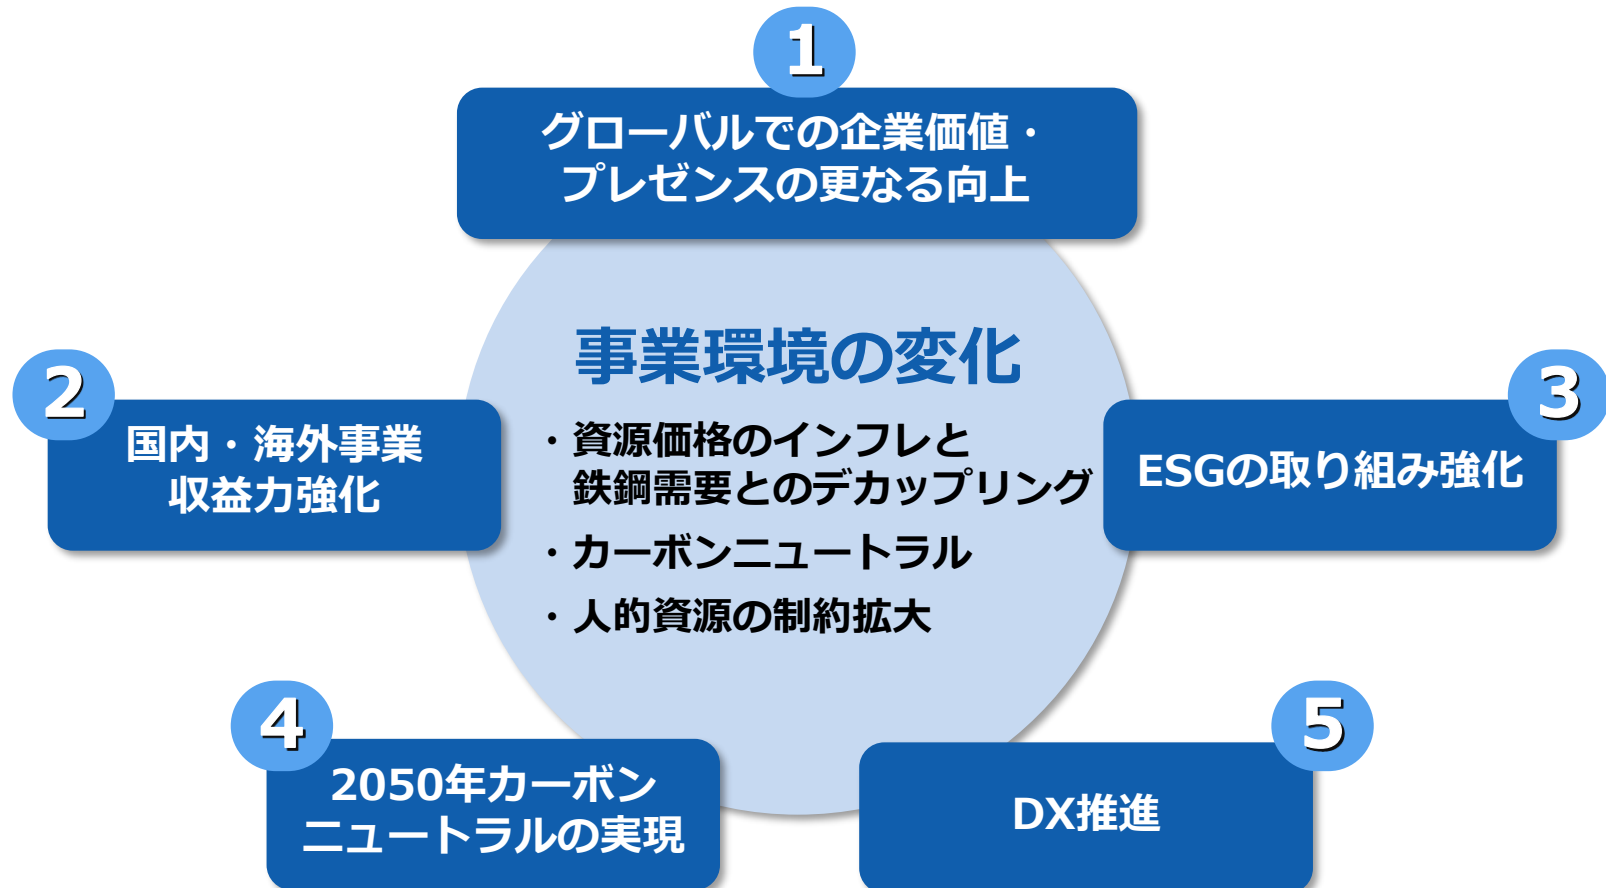 1
グローバルでの企業価値・
プレゼンスの更なる向上
事業環境の変化
・資源価格のインフレと
鉄鋼需要とのデカップリング
・カーボンニュートラル
・人的資源の制約拡大
2
国内・海外事業
収益力強化
3
ESGの取り組み強化
4
2050年カーボン
ニュートラルの実現
5
DX推進